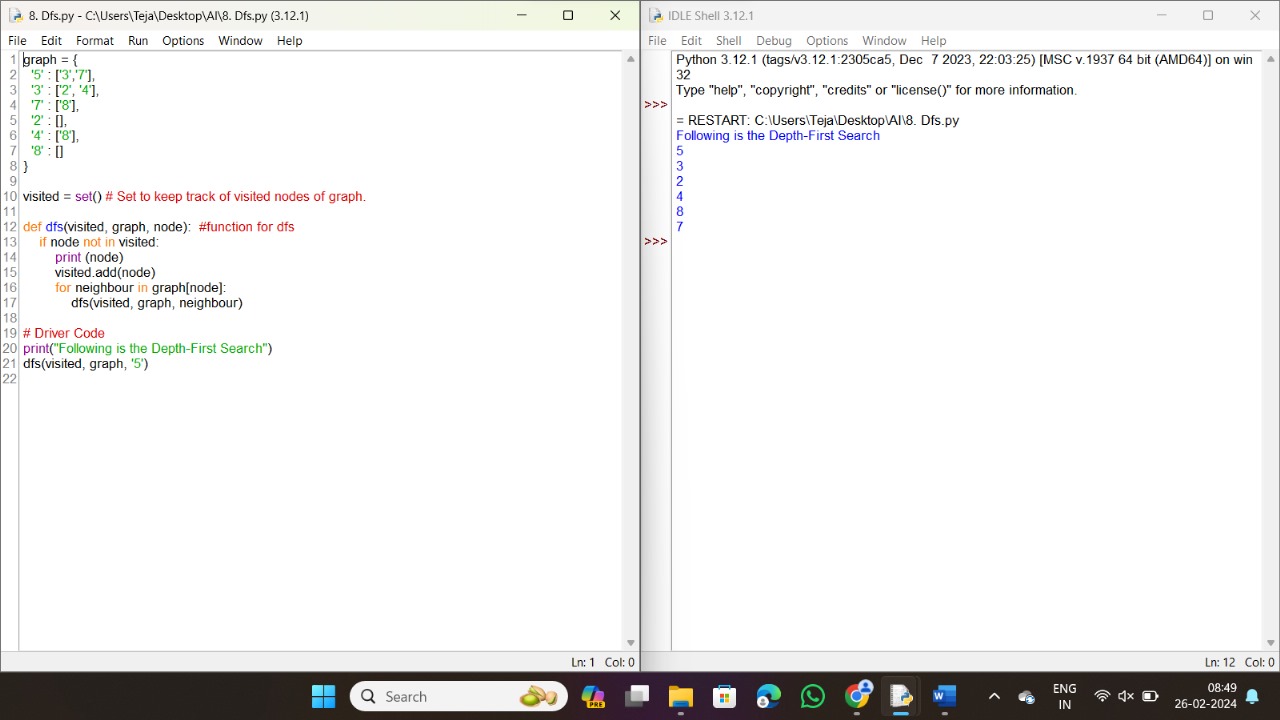 8. Dfs.py - C:\Users\Teja\Desktop\AI\8. Dfs.py (3.12.1)
File Edit Format Run Options Window Help
1 graph = {
2   '5' : ['3','7'],
3   '3' : ['2', '4'],
4   '7' : ['8'],
5   '2' : [],
6   '4' : ['8'],
7   '8' : []
8 }
9
10 visited = set() # Set to keep track of visited nodes of graph.
11
12 def dfs(visited, graph, node):  #function for dfs
13     if node not in visited:
14         print (node)
15         visited.add(node)
16         for neighbour in graph[node]:
17             dfs(visited, graph, neighbour)
18
19 # Driver Code
20 print("Following is the Depth-First Search")
21 dfs(visited, graph, '5')
22
Ln: 1 Col: 0
IDLE Shell 3.12.1
File Edit Shell Debug Options Window Help
Python 3.12.1 (tags/v3.12.1:2305ca5, Dec  7 2023, 22:03:25) [MSC v.1937 64 bit (AMD64)] on win
32
Type "help", "copyright", "credits" or "license()" for more information.
>>>
= RESTART: C:\Users\Teja\Desktop\AI\8. Dfs.py
Following is the Depth-First Search
5
3
2
4
8
7
>>>
Ln: 12 Col: 0
Search
PRE
W
ENG
IN
08:49
26-02-2024